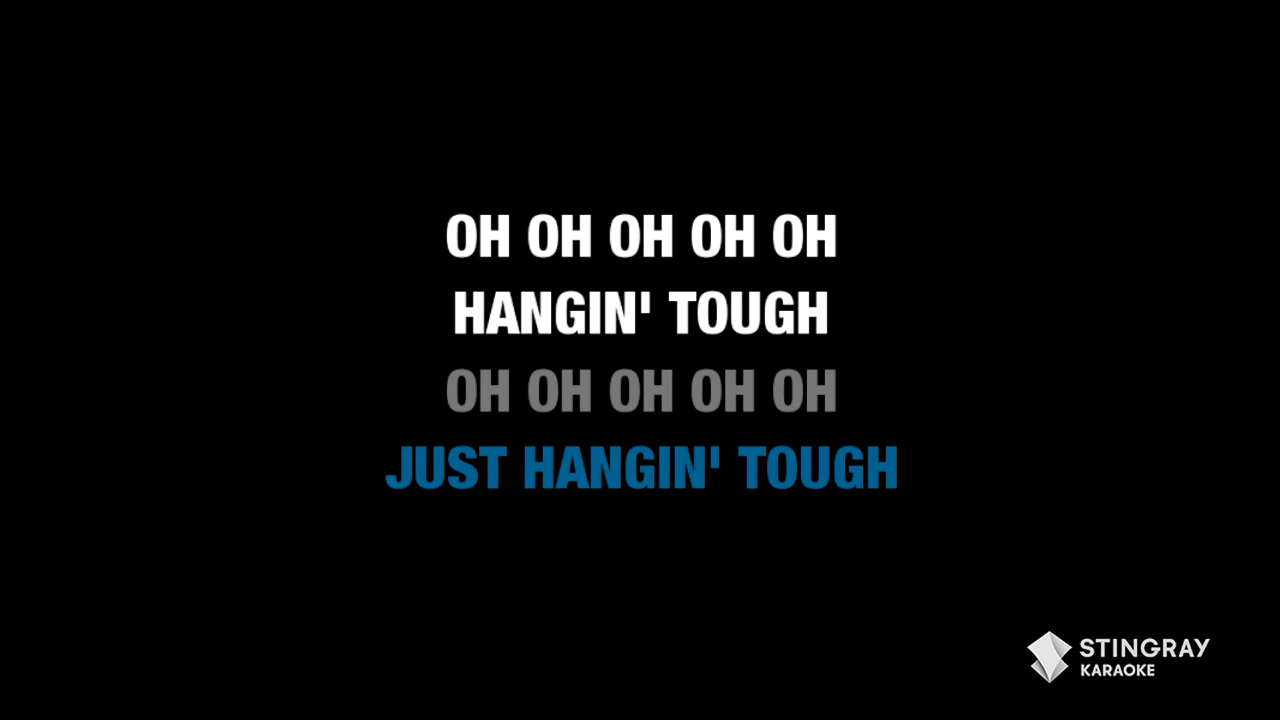 OH OH OH OH OH
HANGIN' TOUGH
OH OH OH OH OH
JUST HANGIN' TOUGH
STINGRAY
KARAOKE